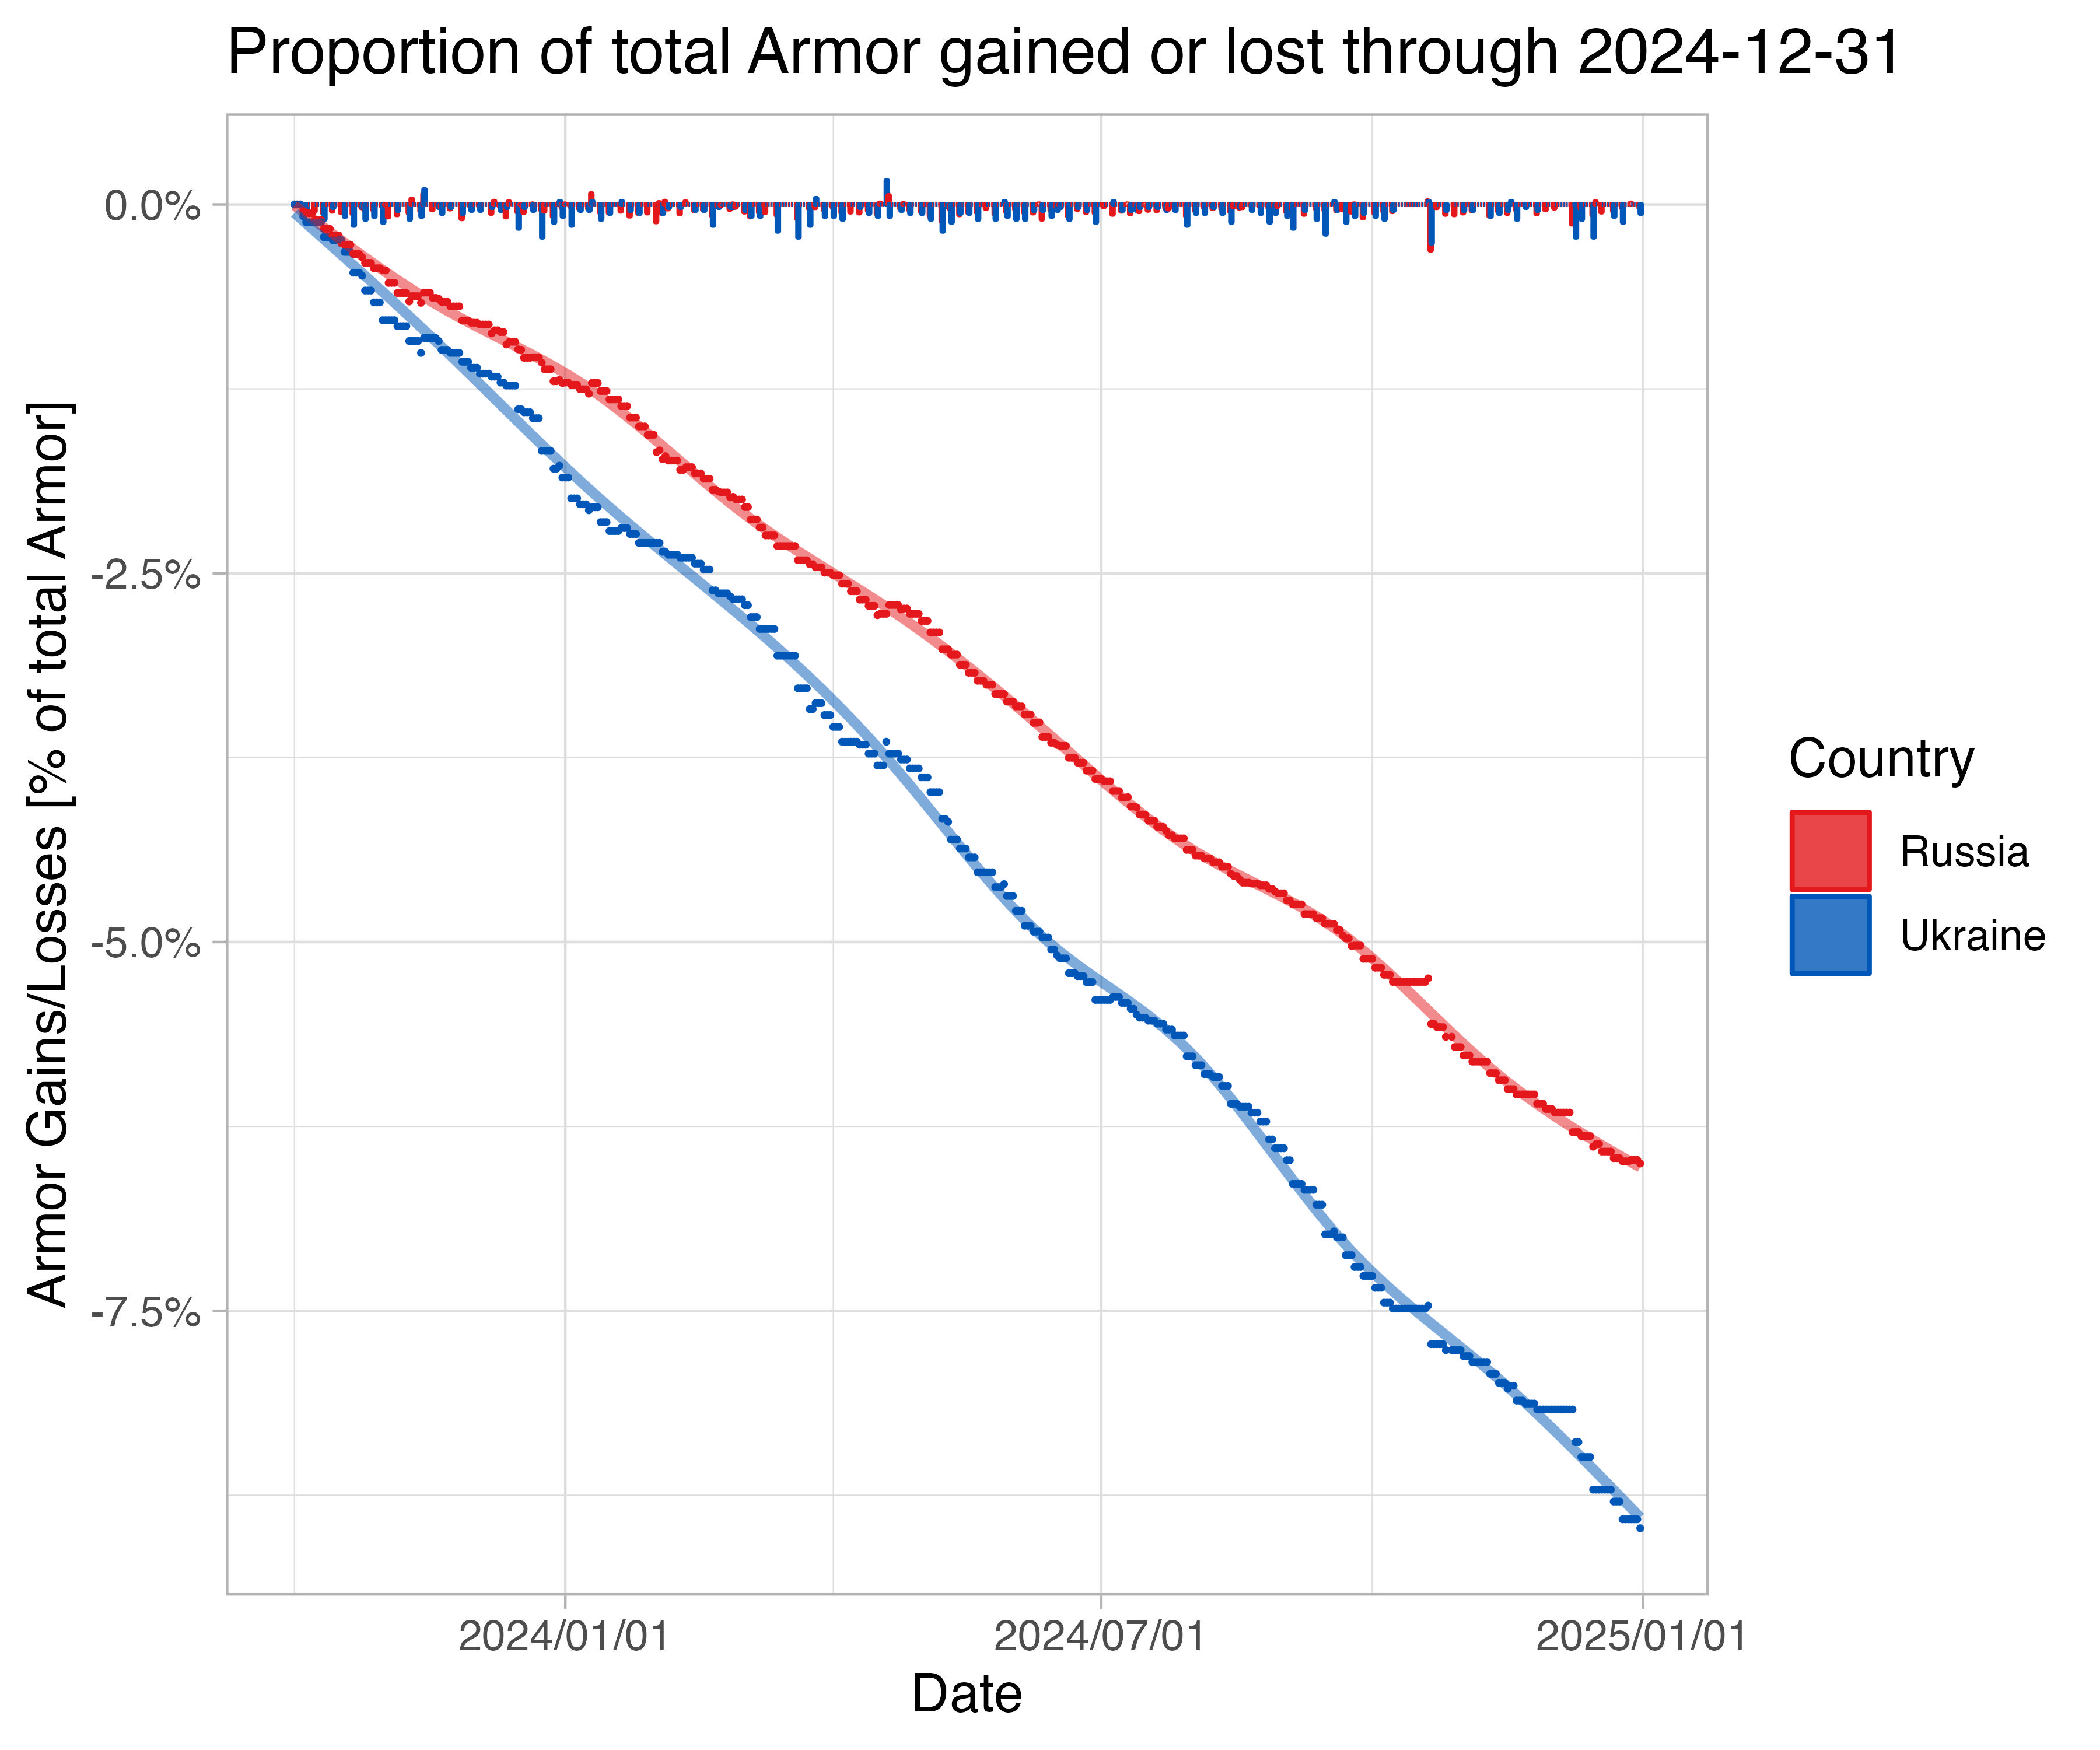 Proportion of total Armor gained or lost through 2024-12-31
Armor Gains/Losses [% of total Armor]
0.0%
-2.5%
-5.0%
-7.5%
2024/01/01
2024/07/01
2025/01/01
Date
Country
Russia
Ukraine